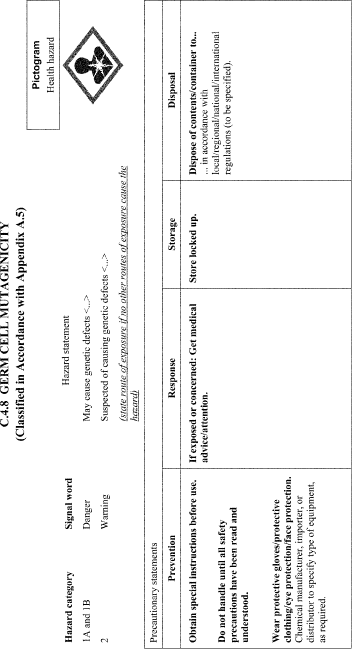 C.4.8 GERM CELL MUTAGENICITY
(Classified in Accordance with Appendix A.5)
Pictogram
Health hazard
Hazard category
Signal word
Hazard statement
1A and 1B
Danger
May cause genetic defects <...>
2
Warning
Suspected of causing genetic defects <...>
(state route of exposure if no other routes of exposure cause the
hazard)
Precautionary statements
Prevention
Response
Storage
Disposal
Obtain special instructions before use.
Do not handle until all safety
precautions have been read and
understood.
Wear protective gloves/protective
clothing/eye protection/face protection.
Chemical manufacturer, importer, or
distributor to specify type of equipment,
as required.
If exposed or concerned: Get medical
advice/attention.
Store locked up.
Dispose of contents/container to...
... in accordance with
local/regional/national/international
regulations (to be specified).